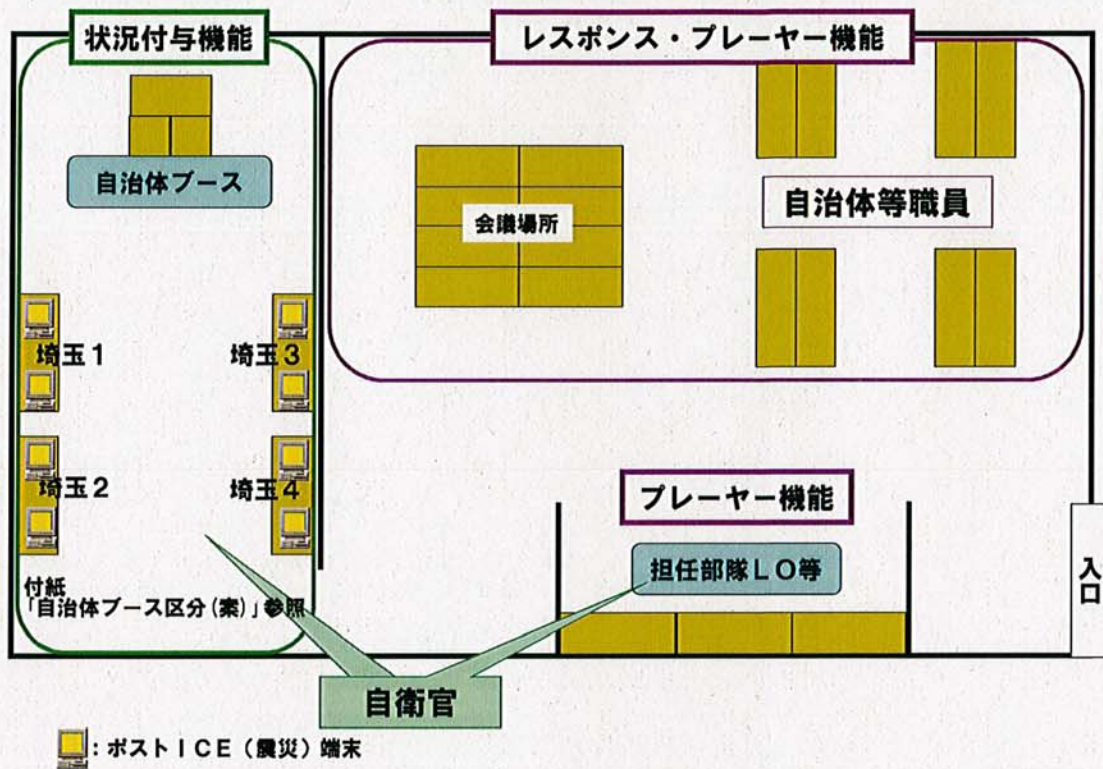 状況付与機能
レスポンス・プレーヤー機能
自治体ブース
会議場所
自治体等職員
埼玉１
埼玉３
埼玉２
埼玉４
プレーヤー機能
担任部隊ＬＯ等
入口
付紙
「自治体ブース区分（案）」参照
自衛官
：ポストＩＣＥ（震災）端末